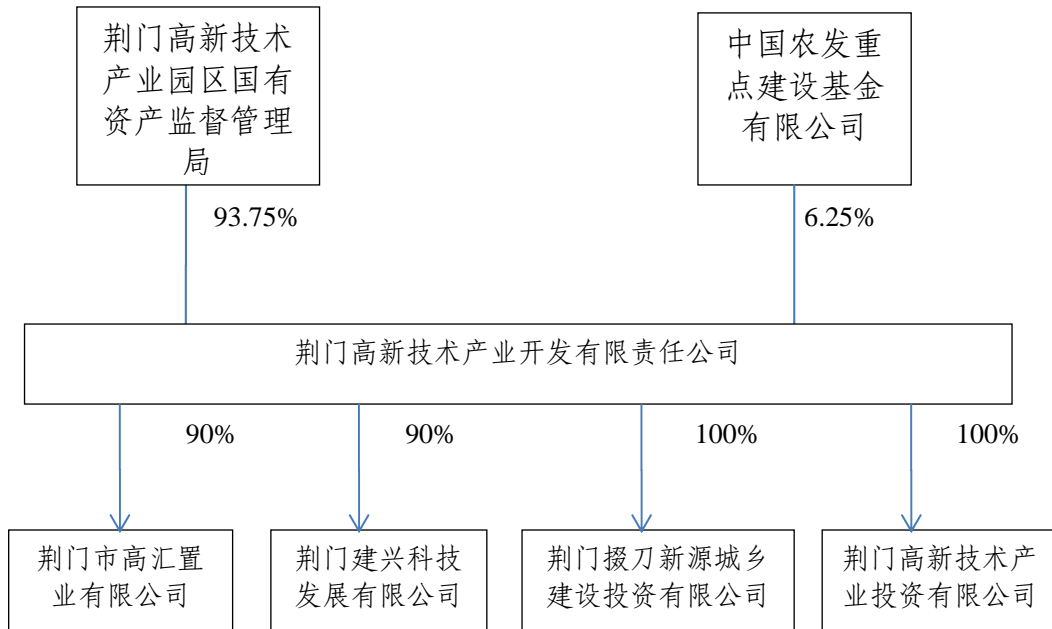 荆门高新技术
产业园区国有
资产监督管理
局
中国农发重
点建设基金
有限公司
93.75%
6.25%
荆门高新技术产业开发有限责任公司
90%
90%
100%
100%
荆门市高汇置
业有限公司
荆门建兴科技
发展有限公司
荆门掇刀新源城乡
建设投资有限公司
荆门高新技术产
业投资有限公司